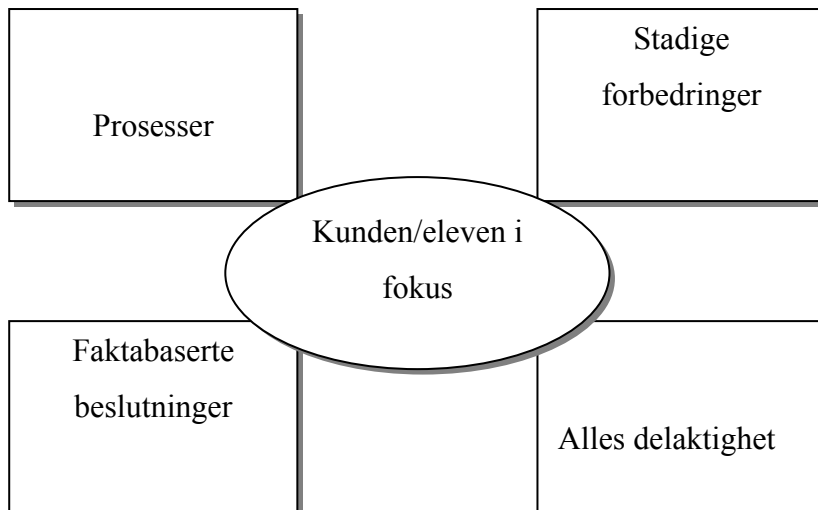 Prosesser
Stadige
forbedringer
Kunden/eleven i
fokus
Faktabaserte
beslutninger
Alles delaktighet